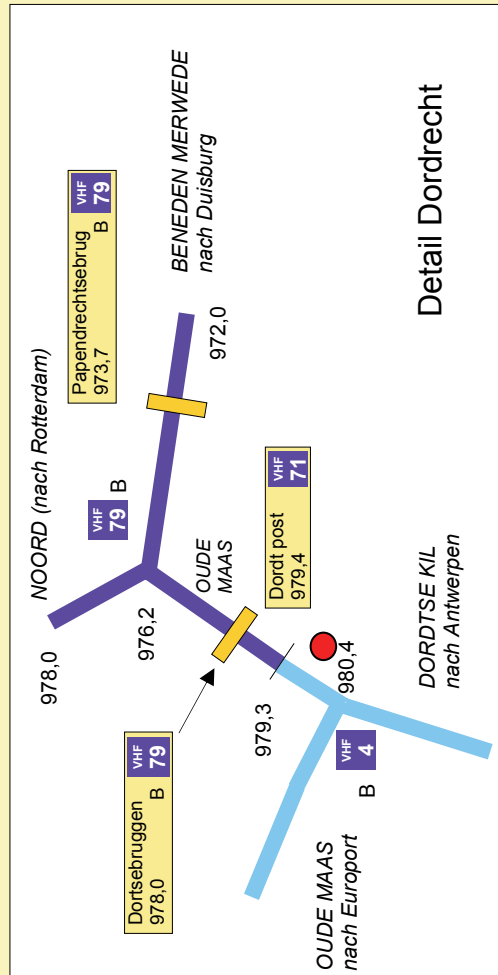 NOORD (nach Rotterdam)
978,0
Papendrechtsebrug
973,7 B
VHF
79
VHF
79
B
BENEDEN MERWEDE
nach Duisburg
972,0
976,2
OUDE
MAAS
Dortsebruggen
978,0 B
VHF
79
Dordt post
979,4
VHF
71
979,3
980,4
OUDE MAAS
nach Europort
B
VHF
4
DORDTSE KIL
nach Antwerpen
Detail Dordrecht